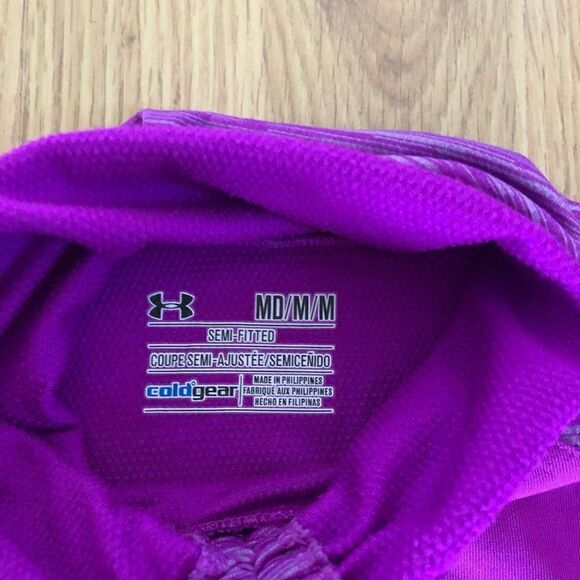 MD/M/M
SEMI-FITTED
COUPE SEMI-AJUSTÉE/SEMICEÑIDO
coldgear
MADE IN PHILIPPINES
FABRIQUÉ AUX PHILIPPINES
HECHO EN FILIPINAS